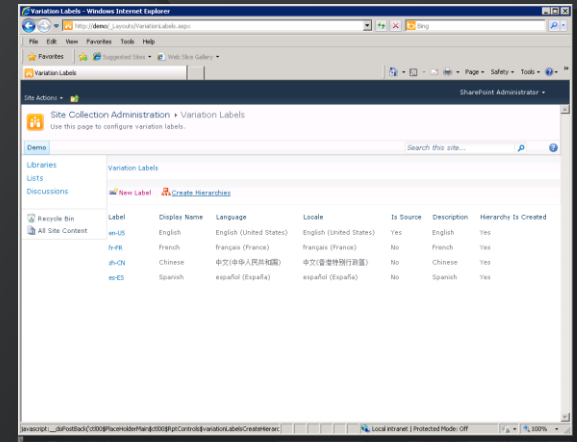 Variation Labels - Windows Internet Explorer
http://demo/_Layouts/VariationLabels.aspx
Bing
File Edit View Favorites Tools Help
Favorites Suggested Sites Web Slice Gallery
Variation Labels
Page Safety Tools
Site Actions SharePoint Administrator
Site Collection Administration Variation Labels
Use this page to configure variation labels.
Demo Search this site...
Libraries
Lists
Discussions
Recycle Bin
All Site Content
Variation Labels
New Label Create Hierarchies
Label Display Name Language Locale Is Source Description Hierarchy Is Created
en-US English English (United States) English (United States) Yes English Yes
fr-FR French français (France) français (France) No French Yes
zh-CN Chinese 中文(中华人民共和国) 中文(香港特别行政區) No Chinese Yes
es-ES Spanish español (España) español (España) No Spanish Yes
Local intranet | Protected Mode: Off 100%